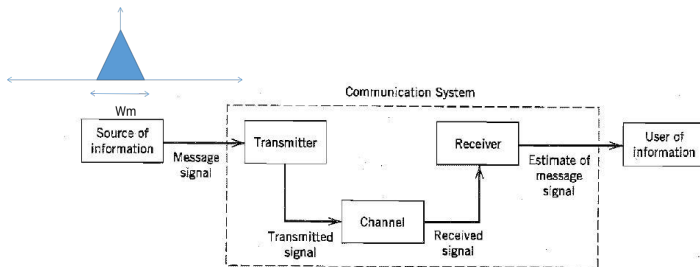 Communication System
Wm
Source of
information
Message
signal
Transmitter
Transmitted
signal
Channel
Received
signal
Receiver
Estimate of
message
signal
User of
information